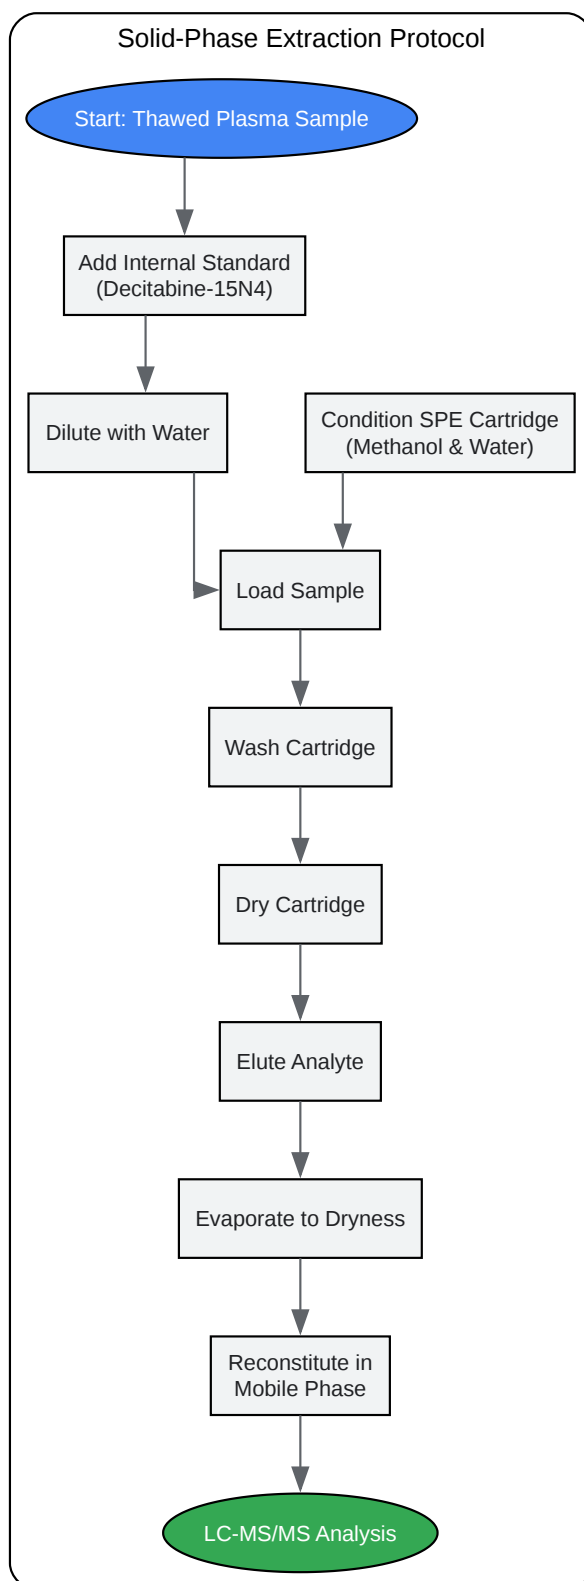 Solid-Phase Extraction Protocol
Start: Thawed Plasma Sample
Add Internal Standard
(Decitabine-15N4)
Dilute with Water
Condition SPE Cartridge
(Methanol & Water)
Load Sample
Wash Cartridge
Dry Cartridge
Elute Analyte
Evaporate to Dryness
Reconstitute in
Mobile Phase
LC-MS/MS Analysis